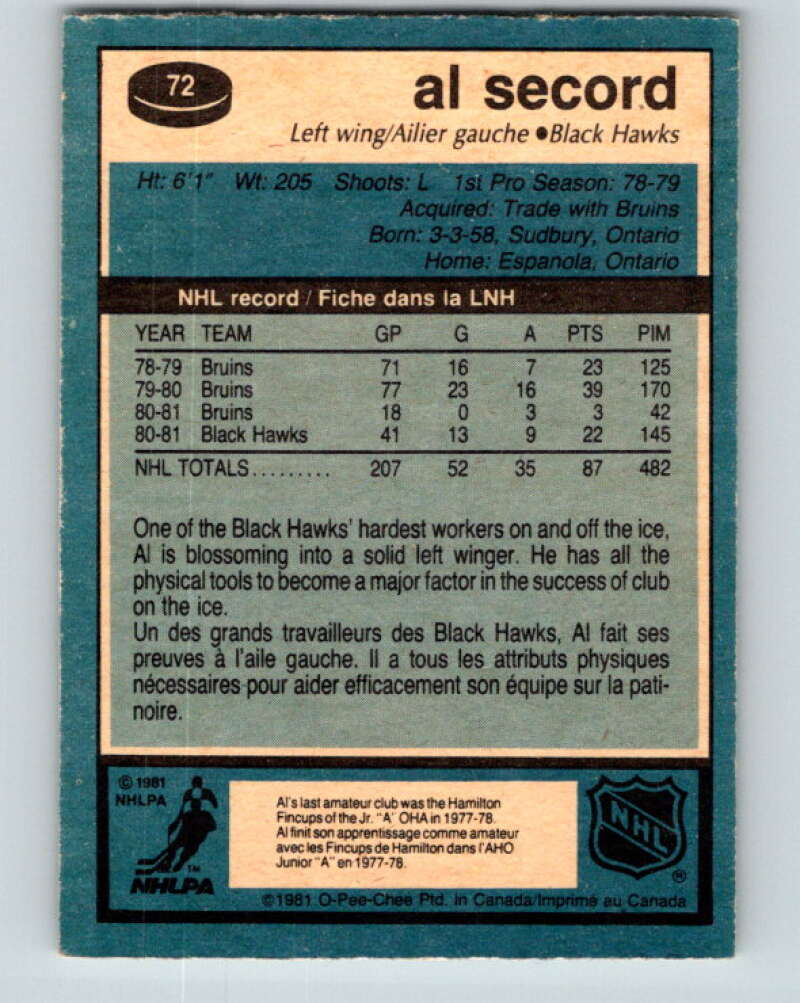 72
al secord
Left wing/Ailier gauche ●Black Hawks
Ht: 6'1" Wt: 205 Shoots: L 1st Pro Season: 78-79
Acquired: Trade with Bruins
Born: 3-3-58, Sudbury, Ontario
Home: Espanola, Ontario
NHL record / Fiche dans la LNH
YEAR TEAM GP G A PTS PIM
78-79 Bruins 71 16 7 23 125
79-80 Bruins 77 23 16 39 170
80-81 Bruins 18 0 3 3 42
80-81 Black Hawks 41 13 9 22 145
NHL TOTALS......... 207 52 35 87 482
One of the Black Hawks' hardest workers on and off the ice,
Al is blossoming into a solid left winger. He has all the
physical tools to become a major factor in the success of club
on the ice.
Un des grands travailleurs des Black Hawks, Al fait ses
preuves à l'aile gauche. Il a tous les attributs physiques
nécessaires pour aider efficacement son équipe sur la pati-
noire.
© 1981
NHLPA
TM
NHLPA
Al's last amateur club was the Hamilton
Fincups of the Jr. "A" OHA in 1977-78.
Al finit son apprentissage comme amateur
avec les Fincups de Hamilton dans l'AHO
Junior "A" en 1977-78.
NHL
®
©1981 O-Pee-Chee Ptd. in Canada/Imprimé au Canada